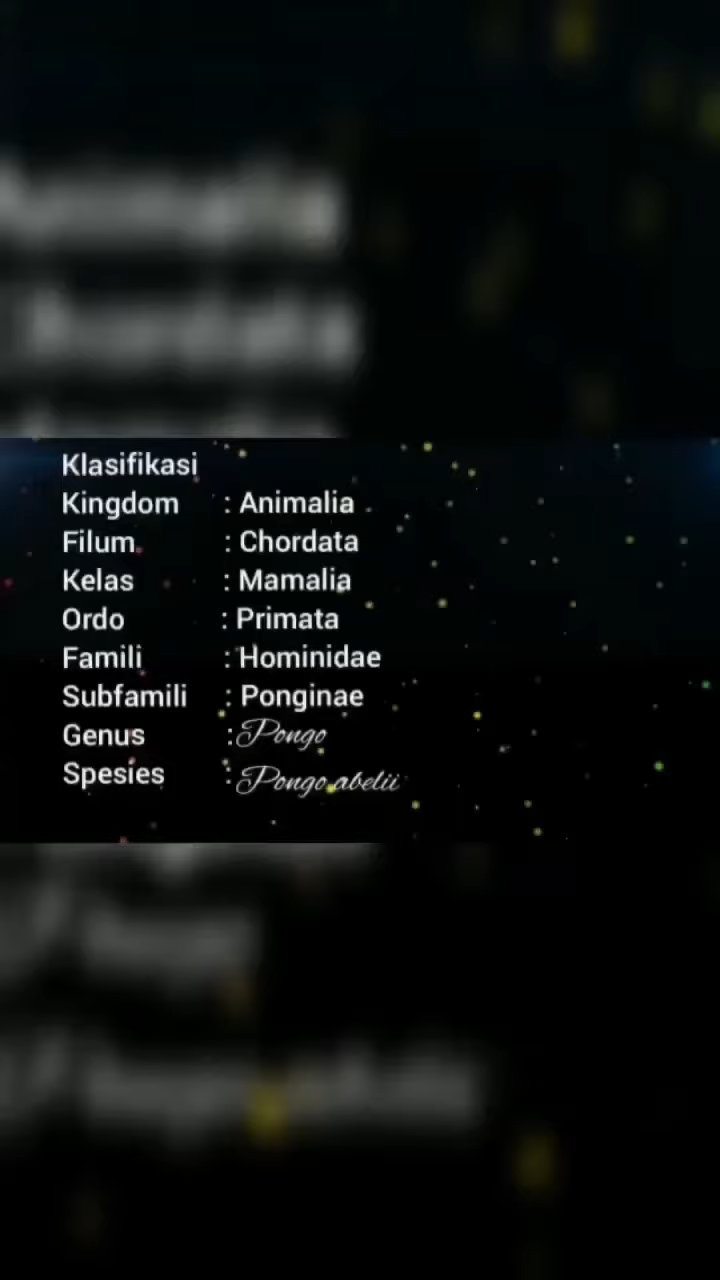 Klasifikasi
Kingdom : Animalia
Filum : Chordata
Kelas : Mamalia
Ordo : Primata
Famili : Hominidae
Subfamili : Ponginae
Genus : Pongo
Spesies : Pongo abelii